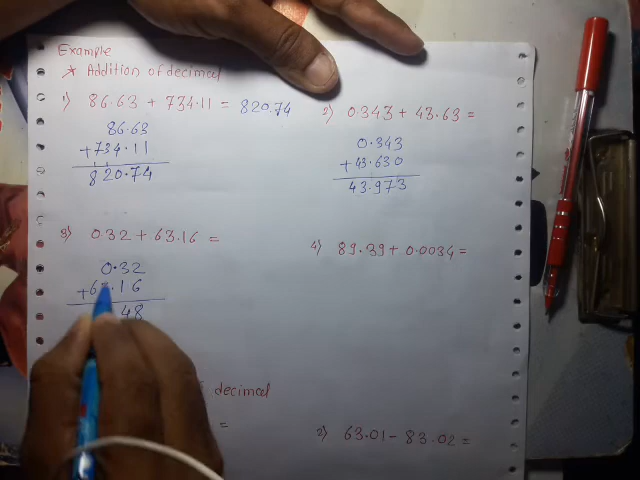 Example
* Addition of decimal
1) 86.63 + 734.11 = 820.74
86.63
+734.11
820.74
2) 0.343 + 43.63 =
0.343
+43.630
43.973
3) 0.32 + 63.16 =
0.32
+63.16
48
4) 89.39 + 0.0034 =
decimal
=
2) 63.01 - 83.02 =